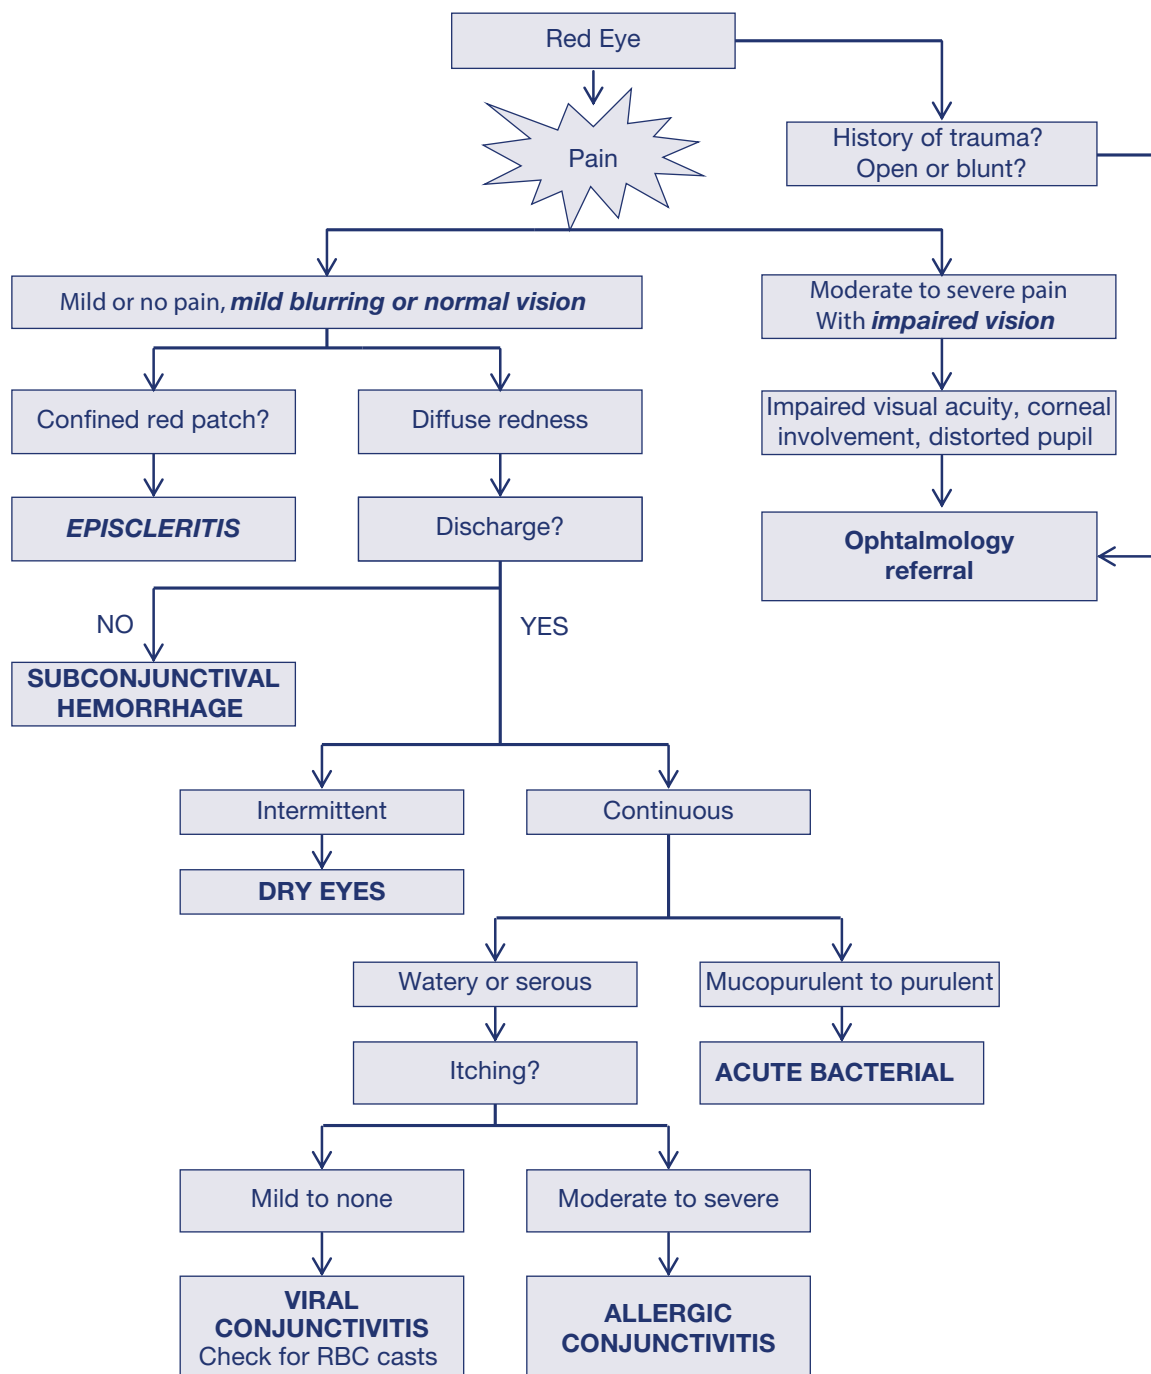 Red Eye
Pain
History of trauma?
Open or blunt?
Mild or no pain, mild blurring or normal vision
Moderate to severe pain
With impaired vision
Confined red patch?
Diffuse redness
Impaired visual acuity, corneal
involvement, distorted pupil
EPISCLERITIS
Discharge?
Ophtalmology
referral
NO
YES
SUBCONJUNCTIVAL
HEMORRHAGE
Intermittent
Continuous
DRY EYES
Watery or serous
Mucopurulent to purulent
Itching?
ACUTE BACTERIAL
Mild to none
Moderate to severe
VIRAL
CONJUNCTIVITIS
Check for RBC casts
ALLERGIC
CONJUNCTIVITIS